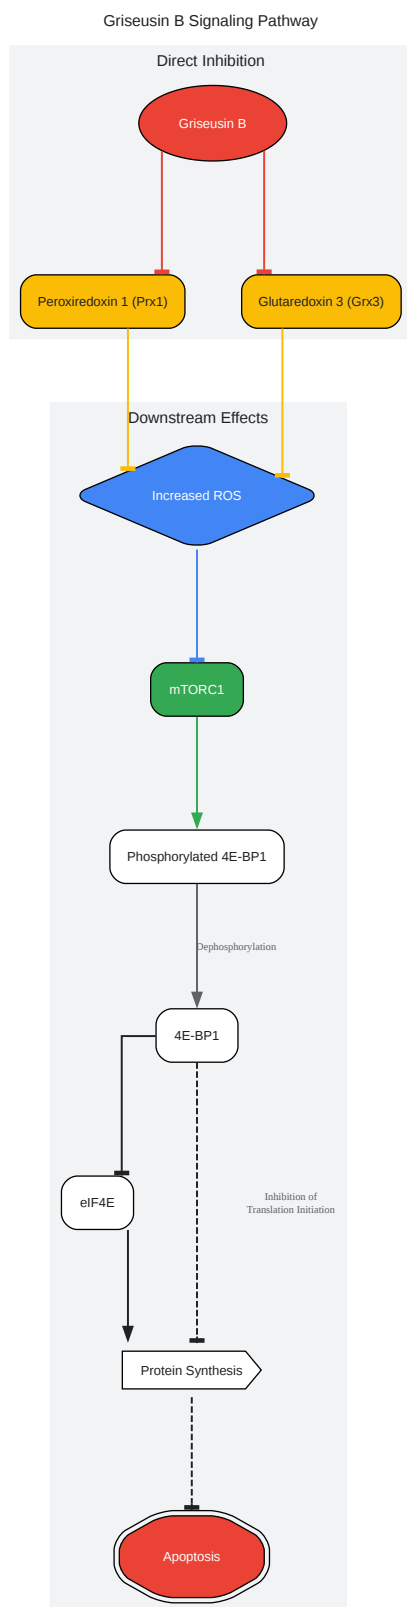 Griseusin B Signaling Pathway
Direct Inhibition
Griseusin B
Peroxiredoxin 1 (Prx1)
Glutaredoxin 3 (Grx3)
Downstream Effects
Increased ROS
mTORC1
Phosphorylated 4E-BP1
Dephosphorylation
4E-BP1
eIF4E
Inhibition of
Translation Initiation
Protein Synthesis
Apoptosis